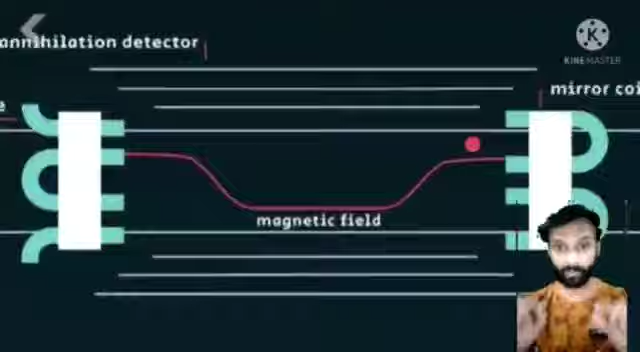 annihilation detector
KINEMASTER
mirror coi
e
magnetic field